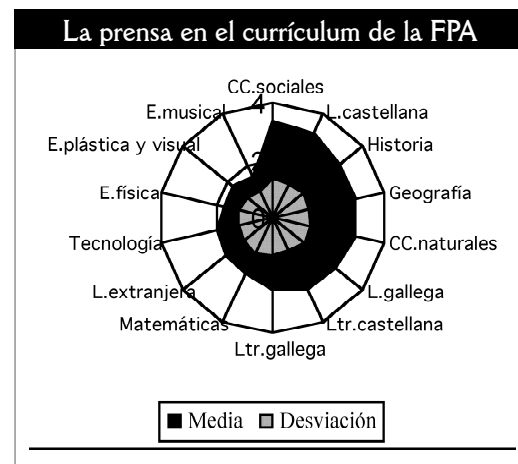 La prensa en el currículum de la FPA
CC.sociales
4
E.musical
L.castellana
E.plástica y visual
Historia
2
E.física
Geografía
0
Tecnología
CC.naturales
L.extranjera
L.gallega
Matemáticas
Ltr.castellana
Ltr.gallega
Media
Desviación